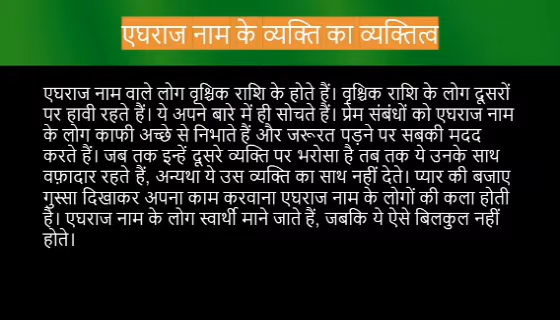 एघराज नाम के व्यक्ति का व्यक्तित्व
एघराज नाम वाले लोग वृश्चिक राशि के होते हैं। वृश्चिक राशि के लोग दूसरों
पर हावी रहते हैं। ये अपने बारे में ही सोचते हैं। प्रेम संबंधों को एघराज नाम
के लोग काफी अच्छे से निभाते हैं और जरूरत पड़ने पर सबकी मदद
करते हैं। जब तक इन्हें दूसरे व्यक्ति पर भरोसा है तब तक ये उनके साथ
वफ़ादार रहते हैं, अन्यथा ये उस व्यक्ति का साथ नहीं देते। प्यार की बजाए
गुस्सा दिखाकर अपना काम करवाना एघराज नाम के लोगों की कला होती
है। एघराज नाम के लोग स्वार्थी माने जाते हैं, जबकि ये ऐसे बिलकुल नहीं
होते।